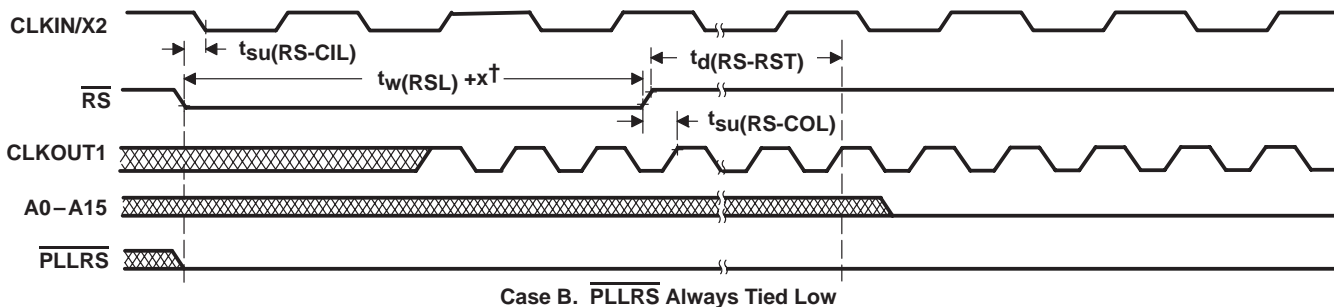 CLKIN/X2
tsu(RS-CIL)
td(RS-RST)
tw(RSL) +x†
RS
tsu(RS-COL)
CLKOUT1
A0–A15
PLLRS
Case B. PLLRS Always Tied Low